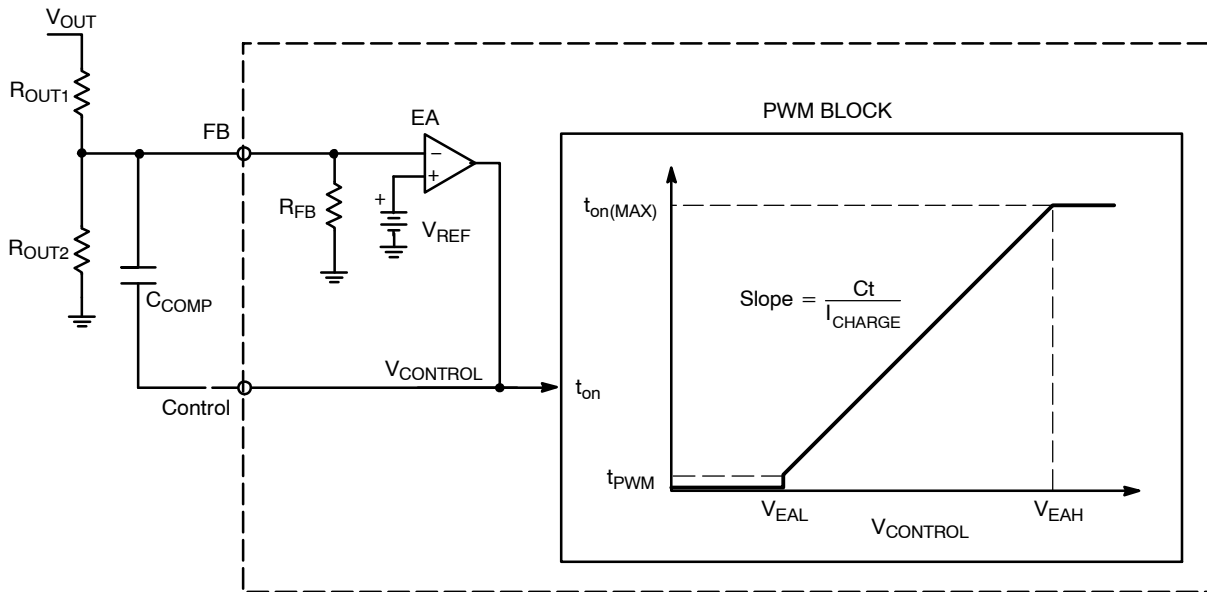 VOUT
ROUT1
ROUT2
CCOMP
FB
RFB
EA
−
+
+
VREF
VCONTROL
Control
ton
PWM BLOCK
ton(MAX)
Slope = Ct / ICHARGE
tPWM
VEAL
VCONTROL
VEAH